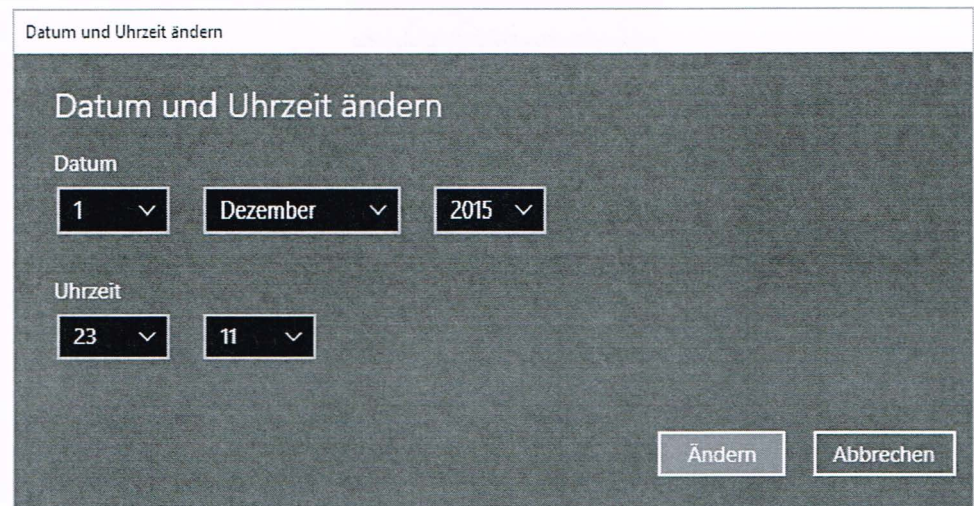 Datum und Uhrzeit ändern
Datum und Uhrzeit ändern
Datum
1 Dezember 2015
Uhrzeit
23 11
Ändern Abbrechen